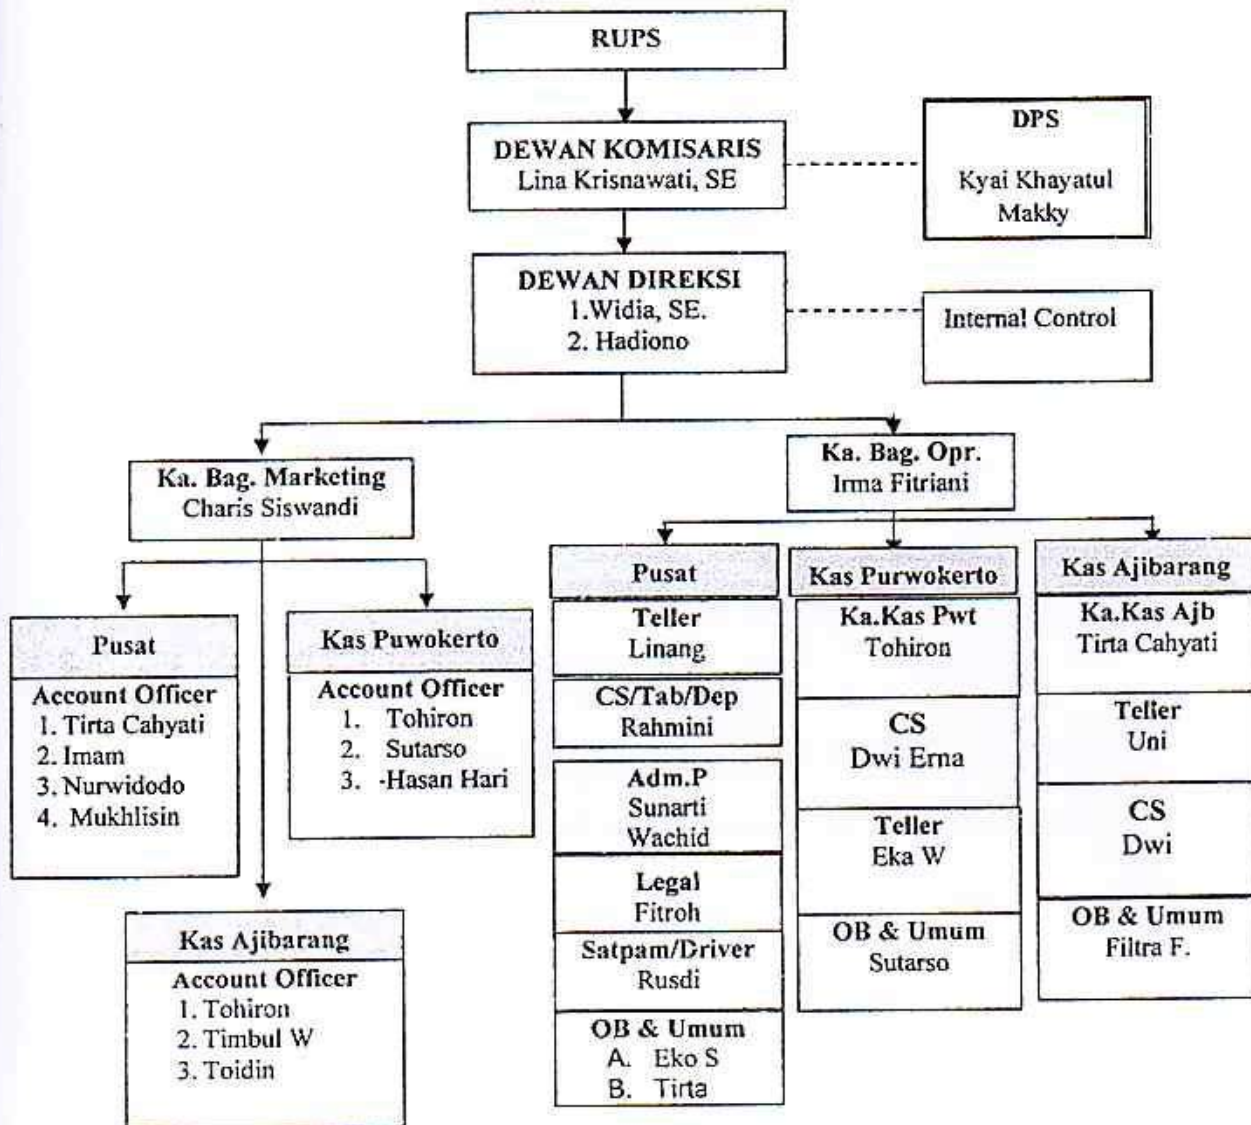 RUPS
DEWAN KOMISARIS
Lina Krisnawati, SE
DPS
Kyai Khayatul
Makky
DEWAN DIREKSI
1.Widia, SE.
2. Hadiono
Internal Control
Ka. Bag. Marketing
Charis Siswandi
Ka. Bag. Opr.
Irma Fitriani
Pusat
Account Officer
1. Tirta Cahyati
2. Imam
3. Nurwidodo
4. Mukhlisin
Kas Puwokerto
Account Officer
1. Tohiron
2. Sutarso
3. -Hasan Hari
Kas Ajibarang
Account Officer
1. Tohiron
2. Timbul W
3. Toidin
Pusat
Teller
Linang
CS/Tab/Dep
Rahmini
Adm.P
Sunarti
Wachid
Legal
Fitroh
Satpam/Driver
Rusdi
OB & Umum
A. Eko S
B. Tirta
Kas Purwokerto
Ka.Kas Pwt
Tohiron
CS
Dwi Erna
Teller
Eka W
OB & Umum
Sutarso
Kas Ajibarang
Ka.Kas Ajb
Tirta Cahyati
Teller
Uni
CS
Dwi
OB & Umum
Filtra F.